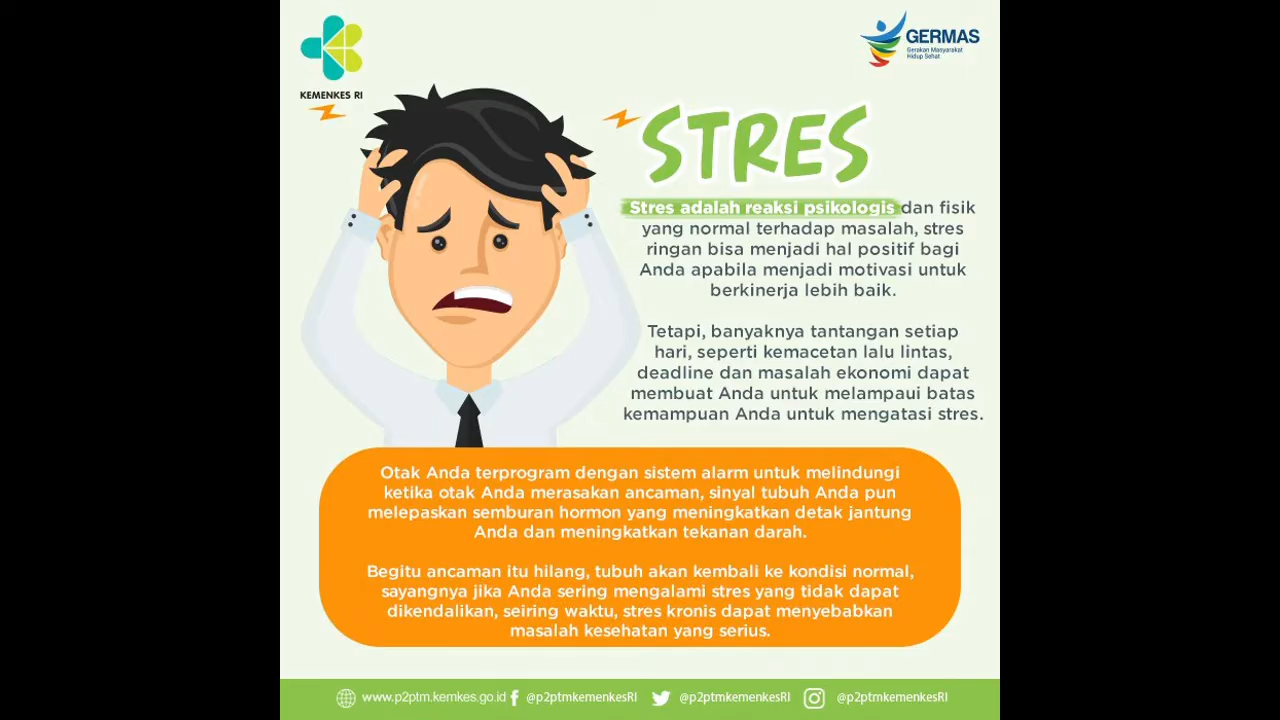 KEMENKES RI
GERMAS
Gerakan Masyarakat
Hidup Sehat
STRES
Stres adalah reaksi psikologis dan fisik
yang normal terhadap masalah, stres
ringan bisa menjadi hal positif bagi
Anda apabila menjadi motivasi untuk
berkinerja lebih baik.
Tetapi, banyaknya tantangan setiap
hari, seperti kemacetan lalu lintas,
deadline dan masalah ekonomi dapat
membuat Anda untuk melampaui batas
kemampuan Anda untuk mengatasi stres.
Otak Anda terprogram dengan sistem alarm untuk melindungi
ketika otak Anda merasakan ancaman, sinyal tubuh Anda pun
melepaskan semburan hormon yang meningkatkan detak jantung
Anda dan meningkatkan tekanan darah.
Begitu ancaman itu hilang, tubuh akan kembali ke kondisi normal,
sayangnya jika Anda sering mengalami stres yang tidak dapat
dikendalikan, seiring waktu, stres kronis dapat menyebabkan
masalah kesehatan yang serius.
www.p2ptm.kemkes.go.id @p2ptmkemenkesRI @p2ptmkemenkesRI @p2ptmkemenkesRI